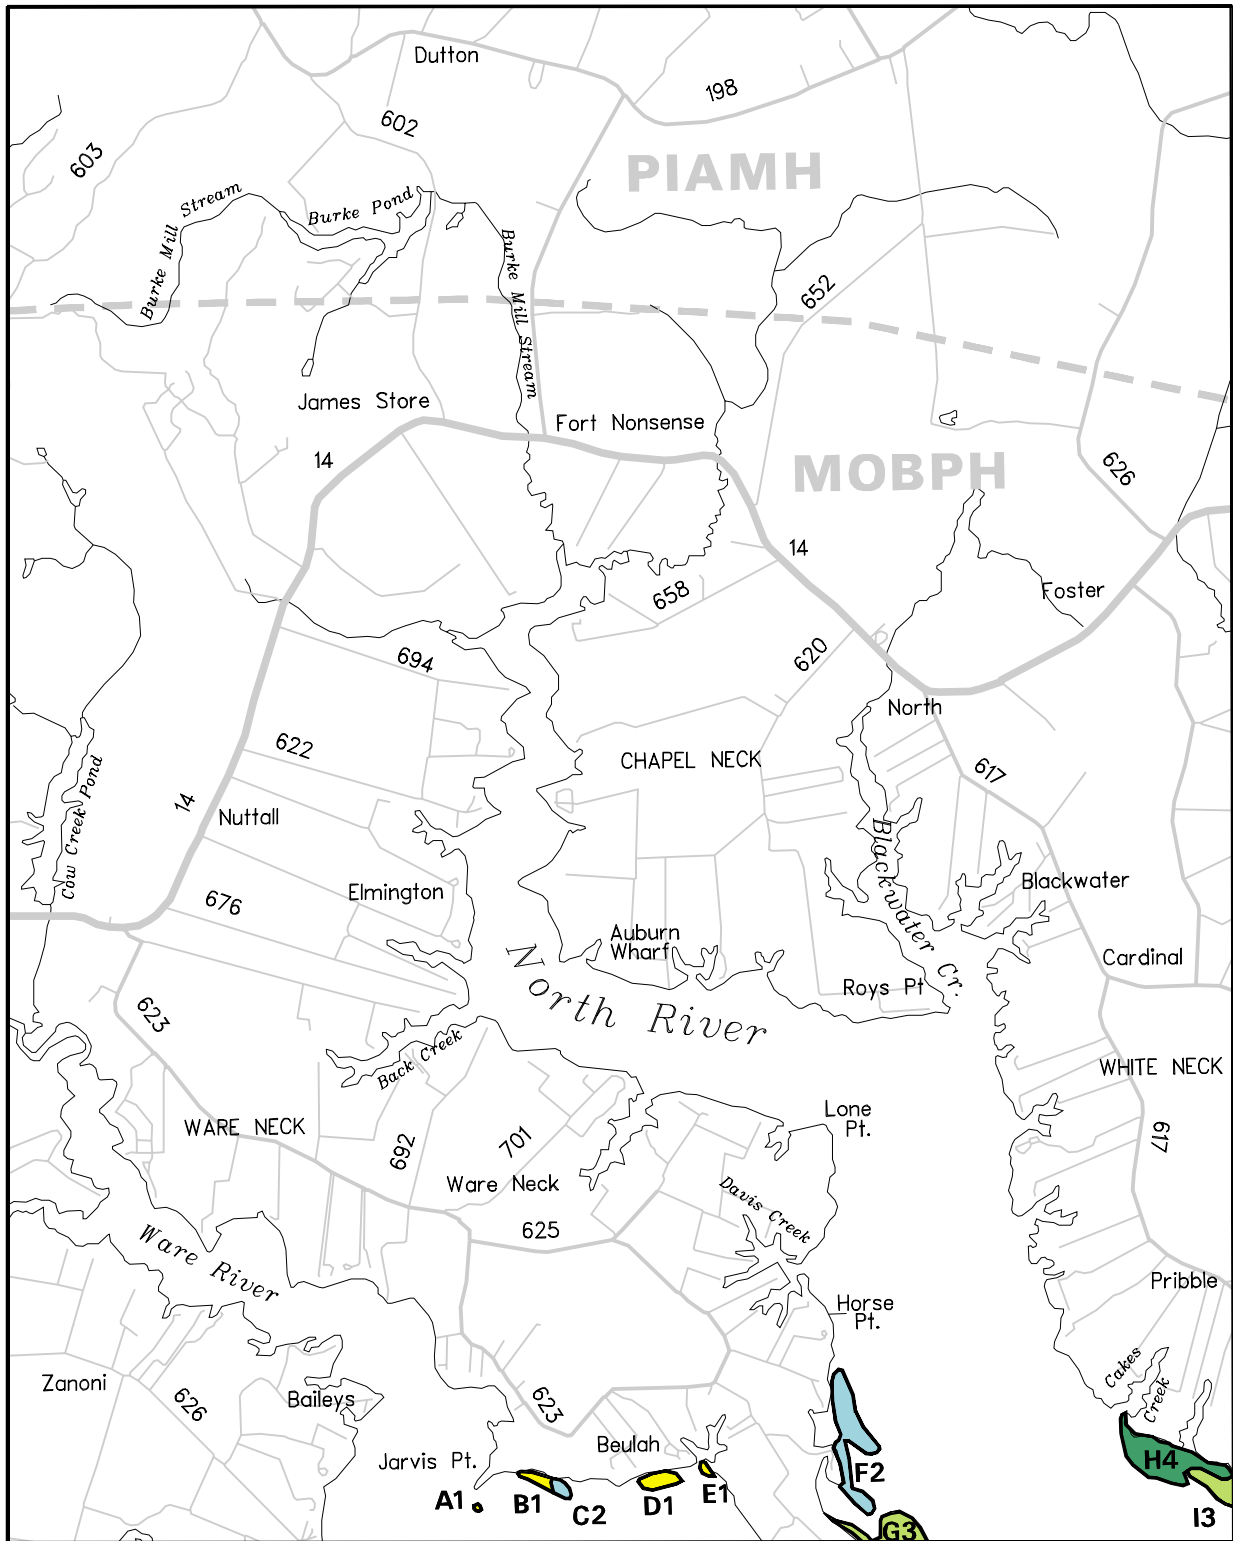 Dutton
198
602
603
PIAMH
Burke Mill Stream
Burke Pond
Burke Mill Stream
652
James Store
Fort Nonsense
14
MOBPH
626
14
Foster
658
694
620
North
622
CHAPEL NECK
617
14
Nuttall
Cow Creek Pond
Blackwater Cr.
Elmington
Blackwater
676
Auburn
Wharf
North River
Cardinal
Roys Pt
623
Back Creek
WHITE NECK
WARE NECK
Lone
Pt.
692
701
617
Ware Neck
Davis Creek
625
Ware River
Pribble
Horse
Pt.
Zanoni
626
Baileys
623
Cakes
Creek
Beulah
Jarvis Pt.
A1
B1
C2
D1
E1
F2
G3
H4
I3